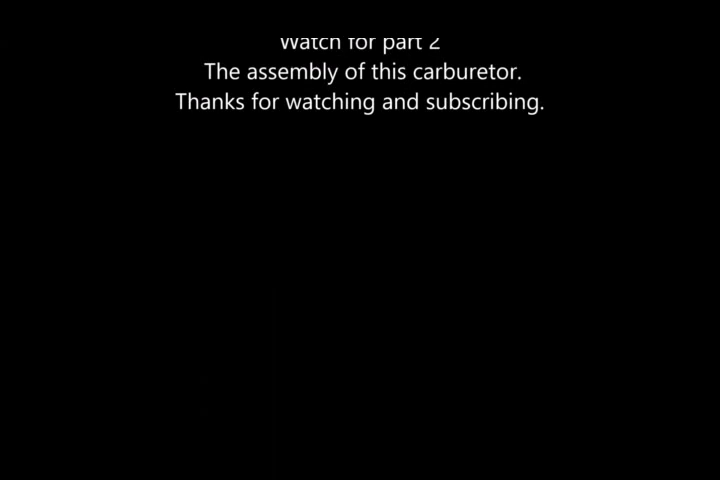 Watch for part 2
The assembly of this carburetor.
Thanks for watching and subscribing.